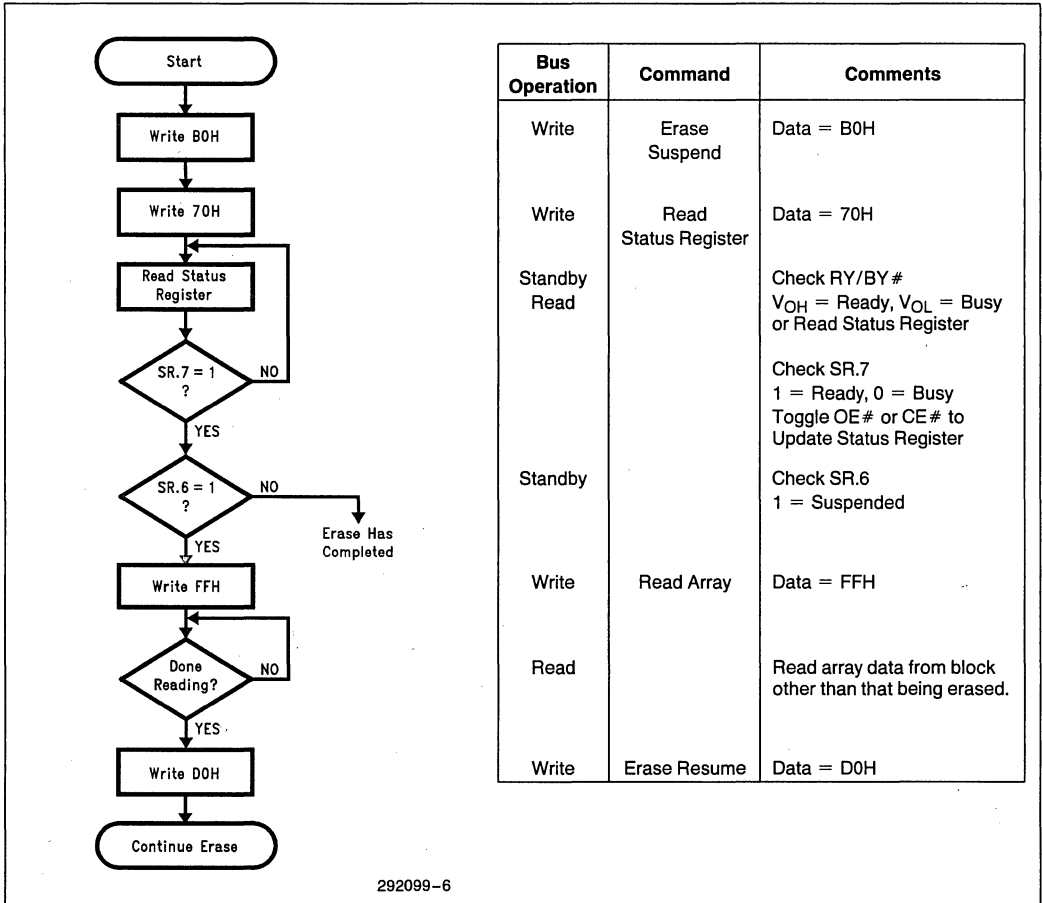 Start
Write B0H
Write 70H
Read Status
Register
SR.7 = 1
?
NO
YES
SR.6 = 1
?
NO
Erase Has
Completed
YES
Write FFH
Done
Reading?
NO
YES
Write D0H
Continue Erase
Bus
Operation
Command
Comments
Write
Erase
Suspend
Data = B0H
Write
Read
Status Register
Data = 70H
Standby
Read
Check RY/BY#
VOH = Ready, VOL = Busy
or Read Status Register
Check SR.7
1 = Ready, 0 = Busy
Toggle OE# or CE# to
Update Status Register
Standby
Check SR.6
1 = Suspended
Write
Read Array
Data = FFH
Read
Read array data from block
other than that being erased.
Write
Erase Resume
Data = D0H
292099-6